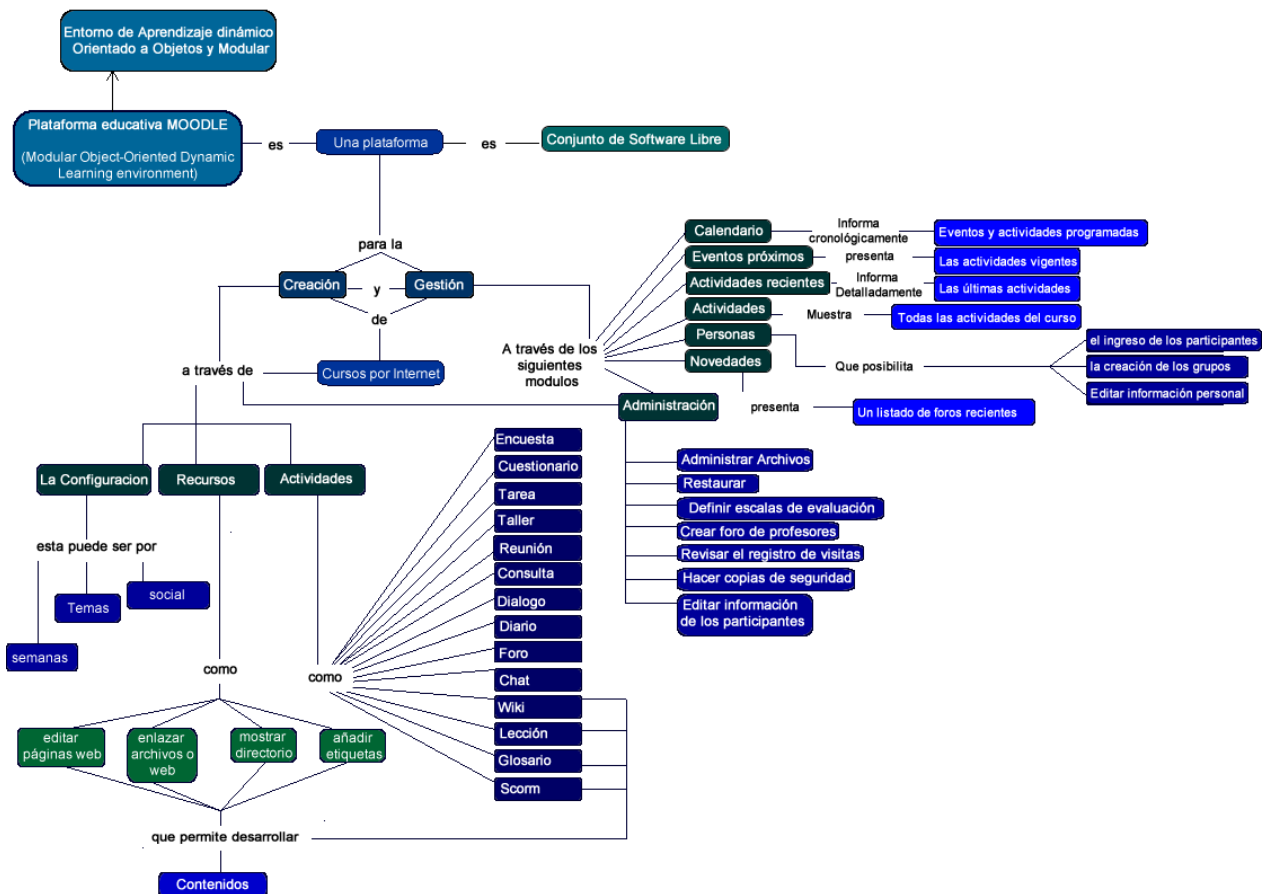 Entorno de Aprendizaje dinámico
Orientado a Objetos y Modular
Plataforma educativa MOODLE
(Modular Object-Oriented Dynamic
Learning environment)
es
Una plataforma
es
Conjunto de Software Libre
para la
Creación
y
Gestión
de
Cursos por Internet
a través de
A través de los
siguientes
modulos
Calendario
Informa
cronológicamente
Eventos y actividades programadas
Eventos próximos
presenta
Las actividades vigentes
Actividades recientes
Informa
Detalladamente
Las últimas actividades
Actividades
Muestra
Todas las actividades del curso
Personas
Que posibilita
el ingreso de los participantes
la creación de los grupos
Editar información personal
Novedades
presenta
Un listado de foros recientes
Administración
Administrar Archivos
Restaurar
Definir escalas de evaluación
Crear foro de profesores
Revisar el registro de visitas
Hacer copias de seguridad
Editar información
de los participantes
La Configuracion
Recursos
Actividades
esta puede ser por
semanas
Temas
social
como
editar
páginas web
enlazar
archivos o
web
mostrar
directorio
añadir
etiquetas
como
Encuesta
Cuestionario
Tarea
Taller
Reunión
Consulta
Dialogo
Diario
Foro
Chat
Wiki
Lección
Glosario
Scorm
que permite desarrollar
Contenidos